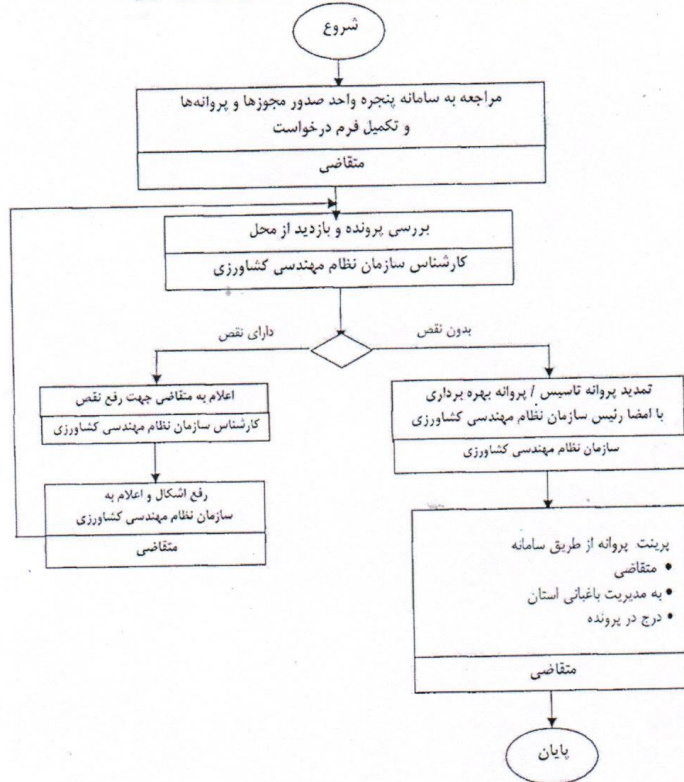 شروع
مراجعه به سامانه پنجره واحد صدور مجوزها و پروانه‌ها
و تکمیل فرم درخواست
متقاضی
بررسی پرونده و بازدید از محل
کارشناس سازمان نظام مهندسی کشاورزی
بدون نقص
دارای نقص
تمدید پروانه تاسیس / پروانه بهره برداری
با امضا رئیس سازمان نظام مهندسی کشاورزی
سازمان نظام مهندسی کشاورزی
اعلام به متقاضی جهت رفع نقص
کارشناس سازمان نظام مهندسی کشاورزی
رفع اشکال و اعلام به
سازمان نظام مهندسی کشاورزی
متقاضی
پرینت پروانه از طریق سامانه
• متقاضی
• به مدیریت باغبانی استان
• درج در پرونده
متقاضی
پایان